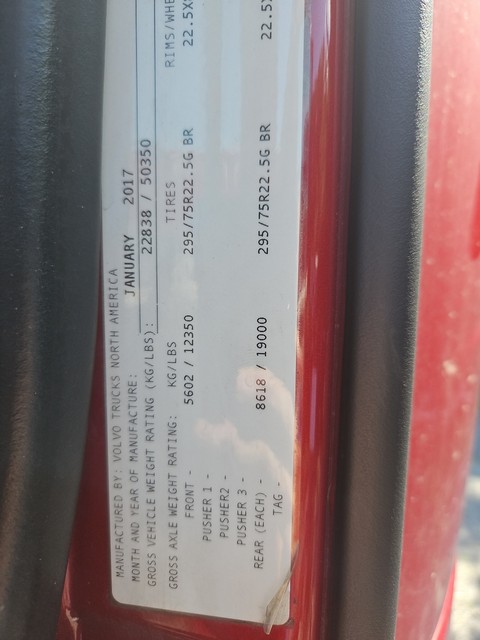 MANUFACTURED BY: VOLVO TRUCKS NORTH AMERICA
MONTH AND YEAR OF MANUFACTURE: JANUARY 2017
GROSS VEHICLE WEIGHT RATING (KG/LBS): 22838 / 50350
GROSS AXLE WEIGHT RATING: KG/LBS TIRES RIMS/WHE
FRONT - 5602 / 12350 295/75R22.5G BR 22.5X
PUSHER 1 -
PUSHER2 -
PUSHER 3 -
REAR (EACH) - 8618 / 19000 295/75R22.5G BR 22.5
TAG -